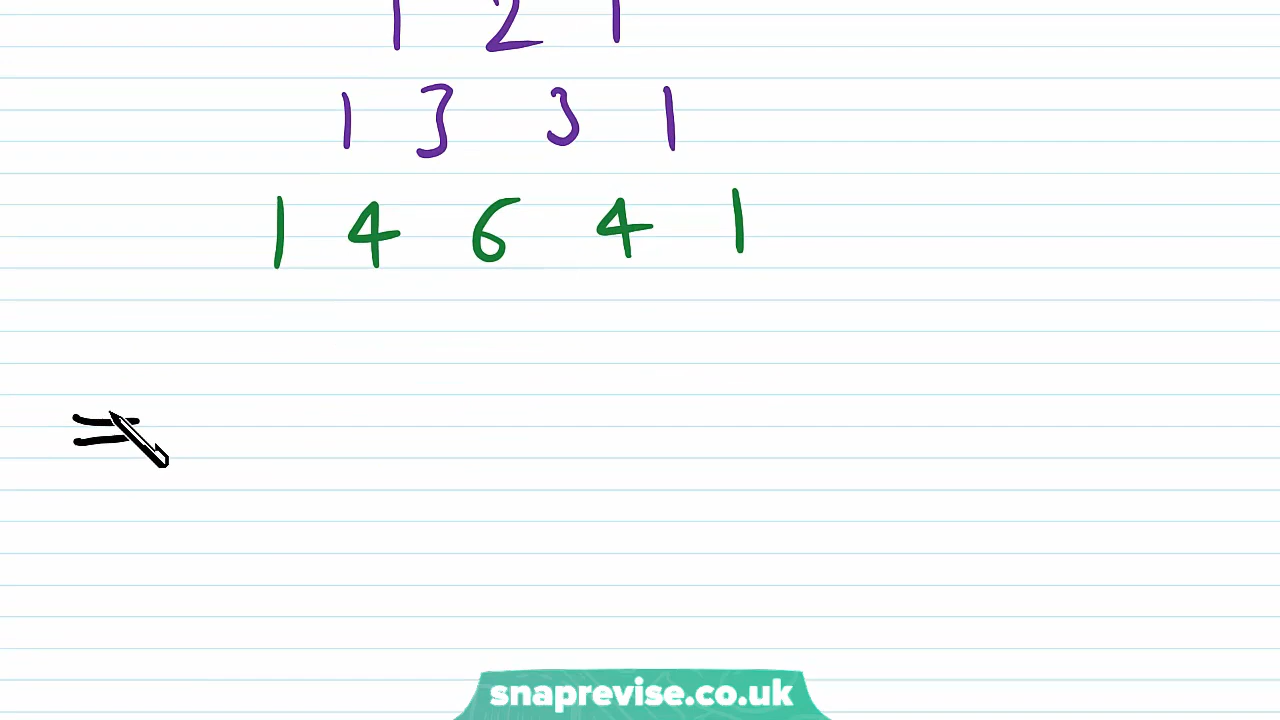 1 2 1
1 3 3 1
1 4 6 4 1
=
snaprevise.co.uk